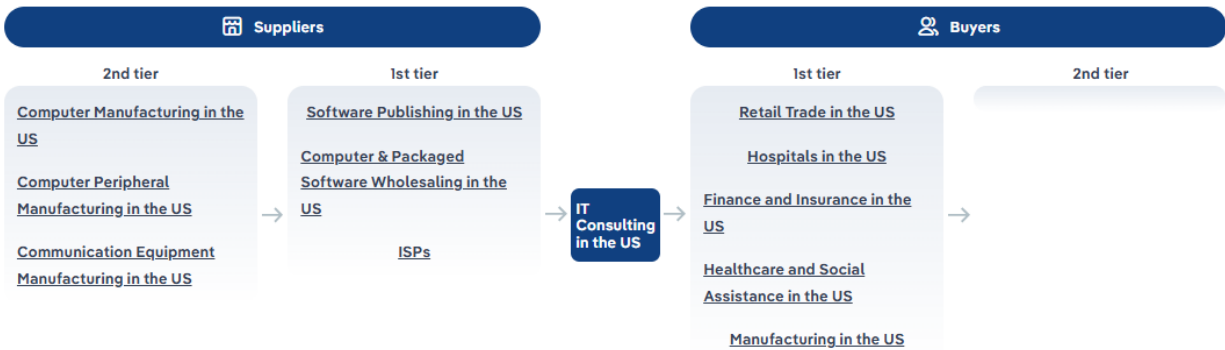 Suppliers
2nd tier
1st tier
Computer Manufacturing in the
US
Computer Peripheral
Manufacturing in the US
Communication Equipment
Manufacturing in the US
Software Publishing in the US
Computer & Packaged
Software Wholesaling in the
US
ISPs
IT
Consulting
in the US
Buyers
1st tier
2nd tier
Retail Trade in the US
Hospitals in the US
Finance and Insurance in the
US
Healthcare and Social
Assistance in the US
Manufacturing in the US